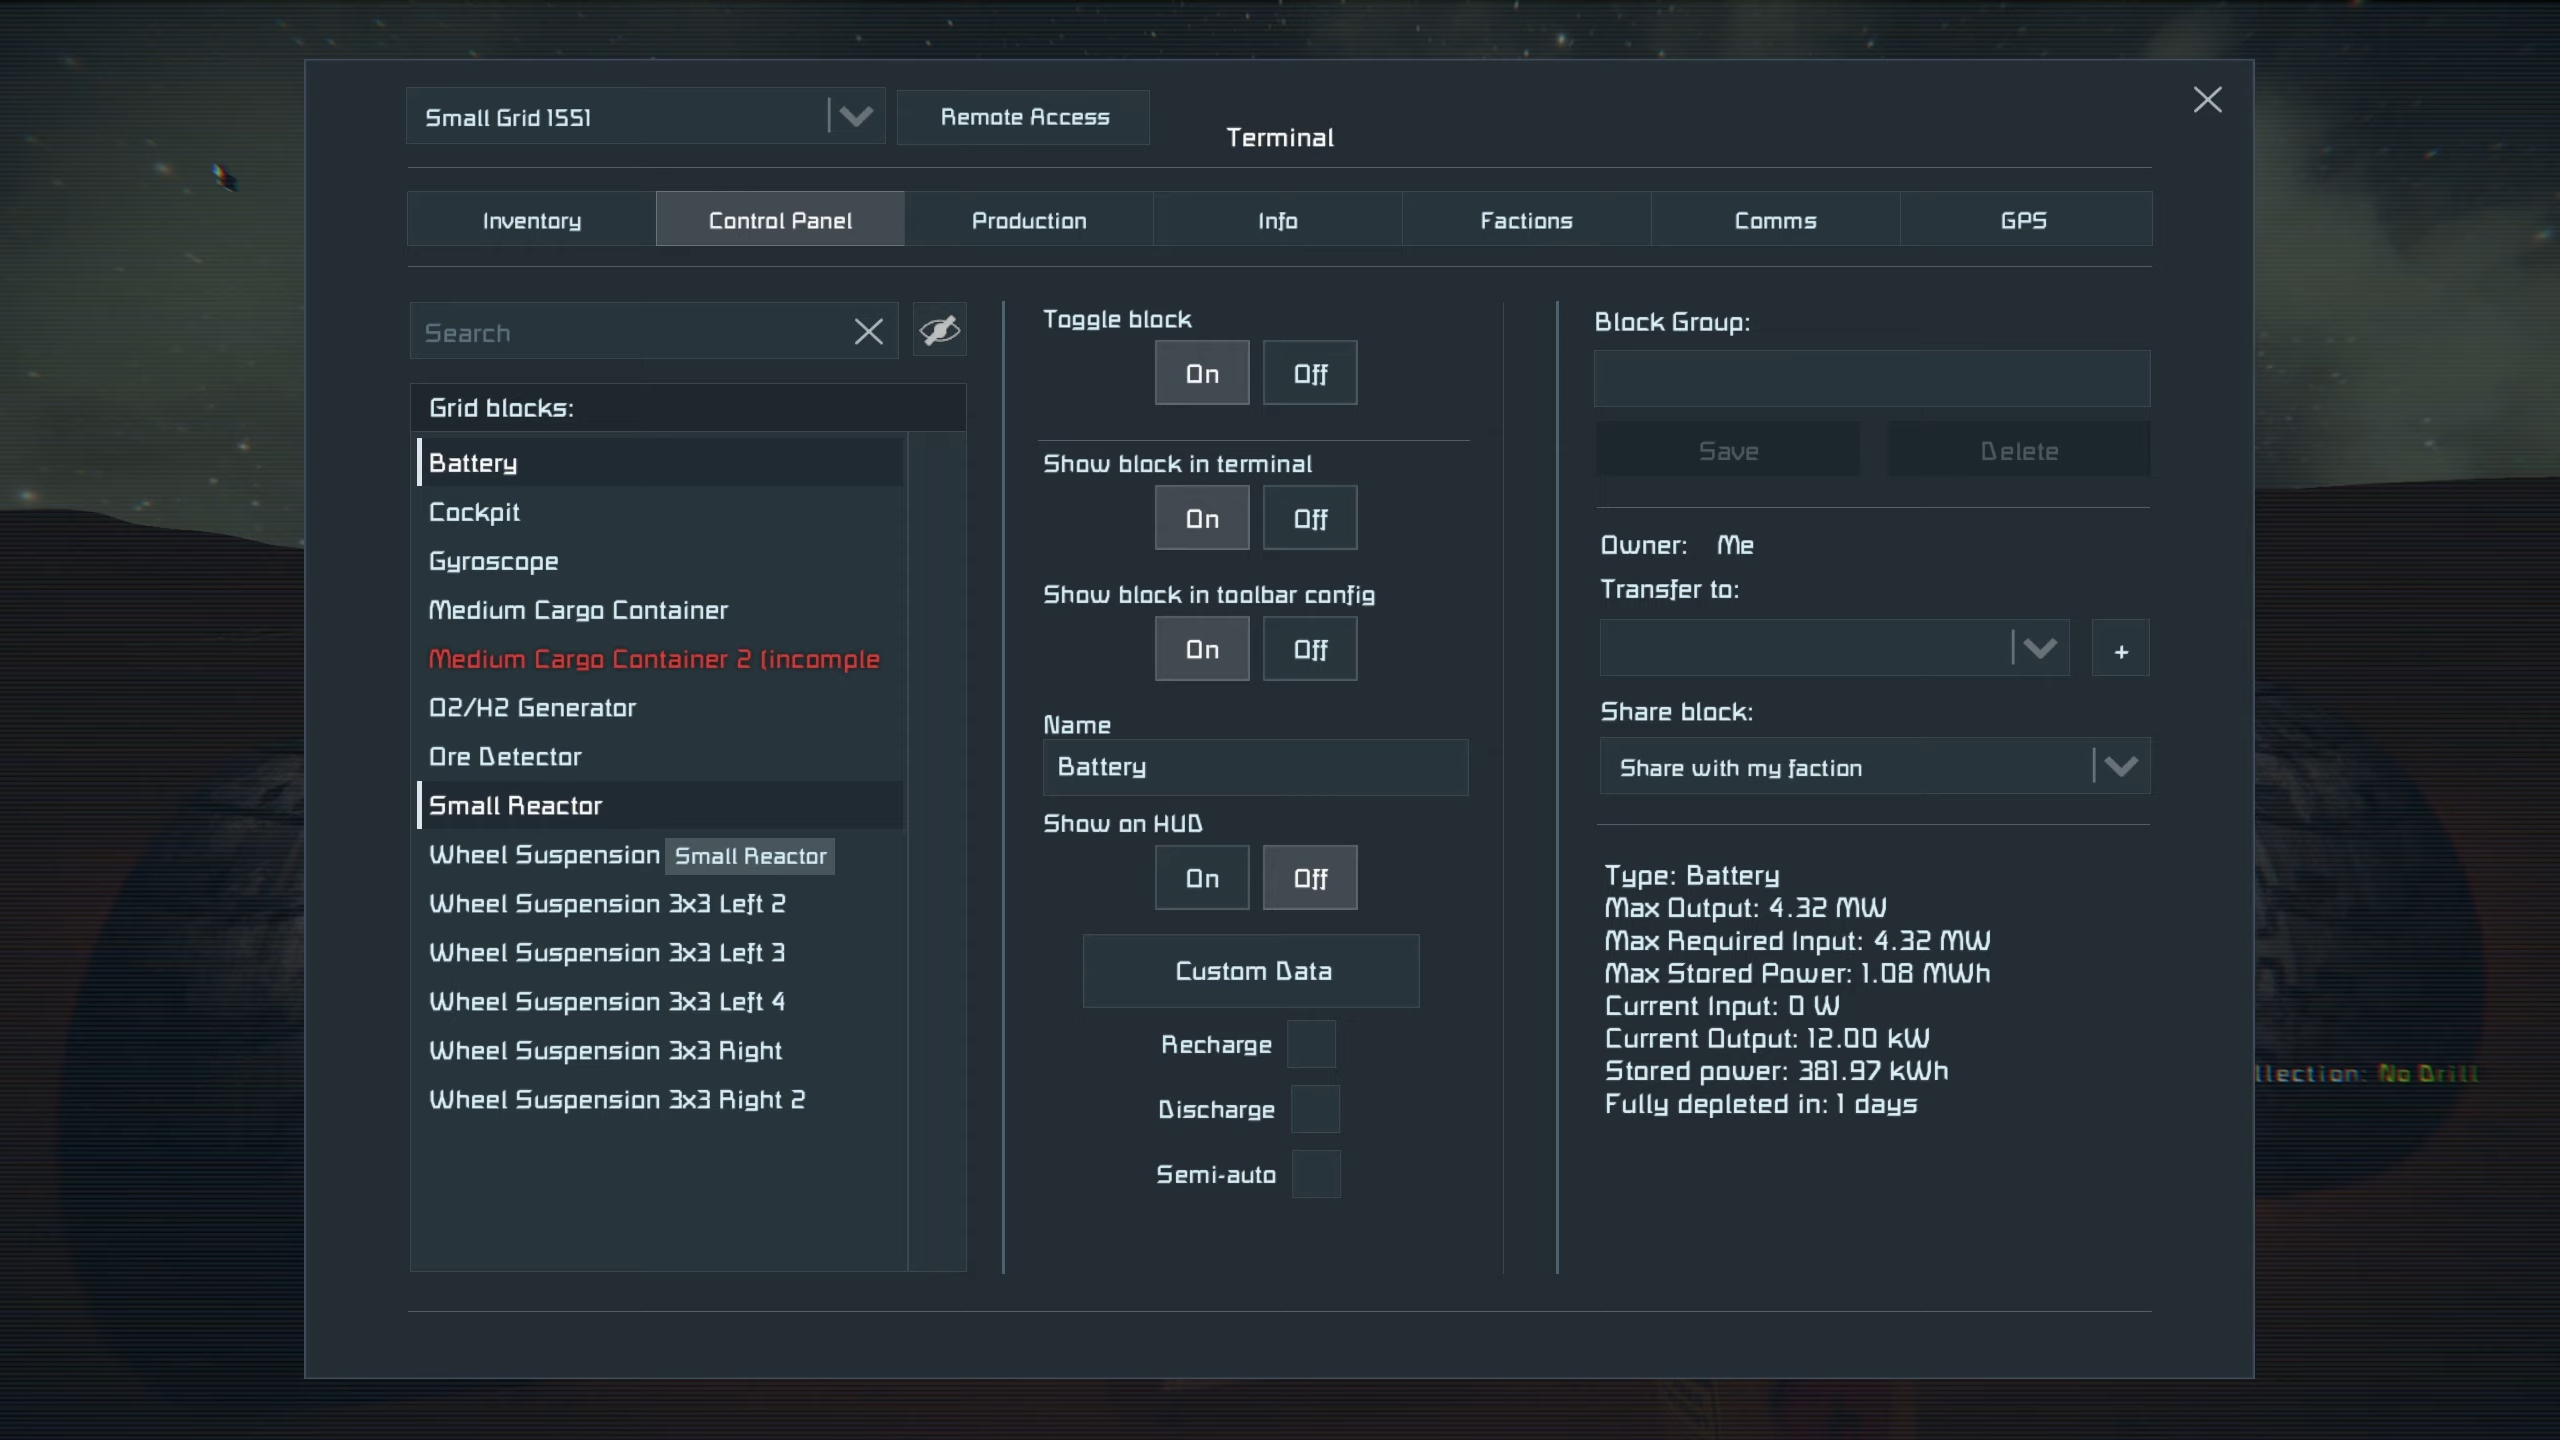 Small Grid 1551
Remote Access
Terminal
Inventory
Control Panel
Production
Info
Factions
Comms
GPS
Search
Grid blocks:
Battery
Cockpit
Gyroscope
Medium Cargo Container
Medium Cargo Container 2 (incomple
O2/H2 Generator
Ore Detector
Small Reactor
Wheel Suspension
Small Reactor
Wheel Suspension 3x3 Left 2
Wheel Suspension 3x3 Left 3
Wheel Suspension 3x3 Left 4
Wheel Suspension 3x3 Right
Wheel Suspension 3x3 Right 2
Toggle block
On
Off
Show block in terminal
On
Off
Show block in toolbar config
On
Off
Name
Battery
Show on HUD
On
Off
Custom Data
Recharge
Discharge
Semi-auto
Block Group:
Save
Delete
Owner: Me
Transfer to:
+
Share block:
Share with my faction
Type: Battery
Max Output: 4.32 MW
Max Required Input: 4.32 MW
Max Stored Power: 1.08 MWh
Current Input: 0 W
Current Output: 12.00 kW
Stored power: 381.97 kWh
Fully depleted in: 1 days
llection: No Drill